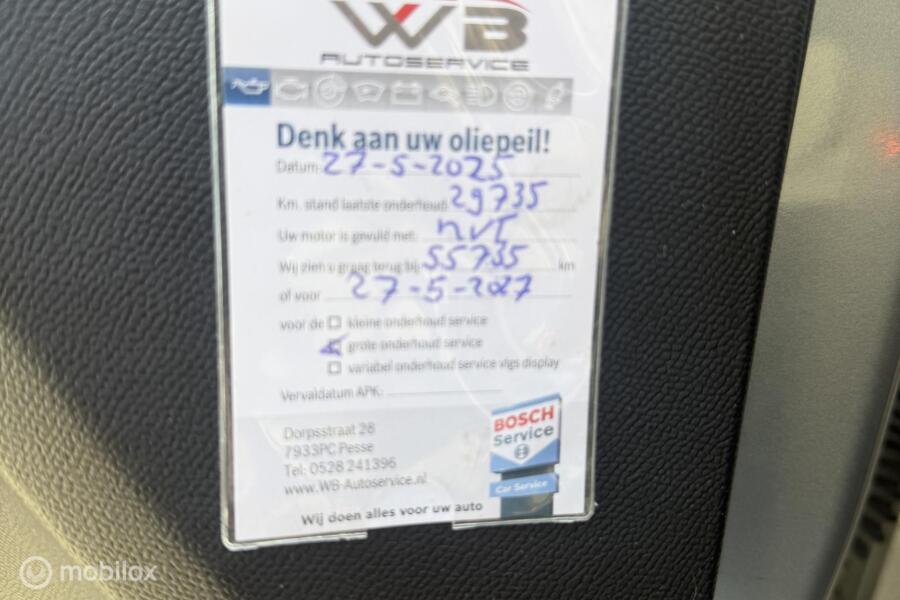 WB
AUTOSERVICE
Denk aan uw oliepeil!
Datum: 27-5-2025
Km. stand laatste onderhoud: 29735
Uw motor is gevuld met: nvt
Wij zien u graag terug bij: 55735 km
of voor 27-5-2027
voor de kleine onderhoud service
grote onderhoud service
variabel onderhoud service vlgs display
Vervaldatum APK:
Dorpsstraat 26
7933PC Pesse
Tel: 0528 241396
www.WB-Autoservice.nl
BOSCH
Service
Car Service
Wij doen alles voor uw auto
mobilox